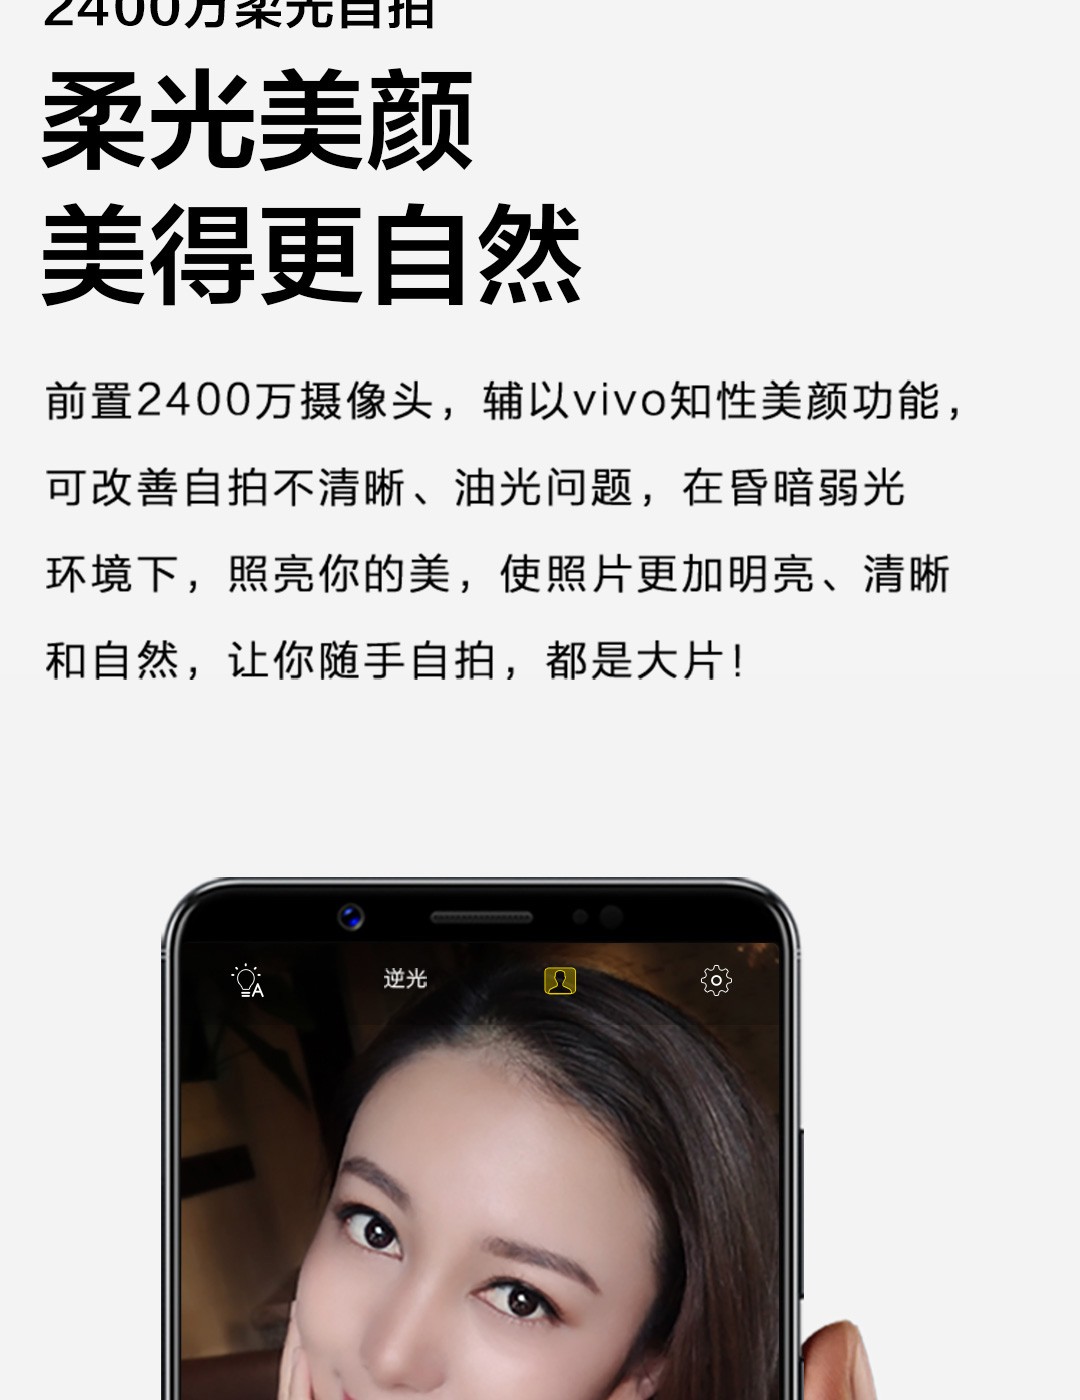 2400万柔光自拍
柔光美颜
美得更自然
前置2400万摄像头，辅以vivo知性美颜功能，
可改善自拍不清晰、油光问题，在昏暗弱光
环境下，照亮你的美，使照片更加明亮、清晰
和自然，让你随手自拍，都是大片!
A
逆光